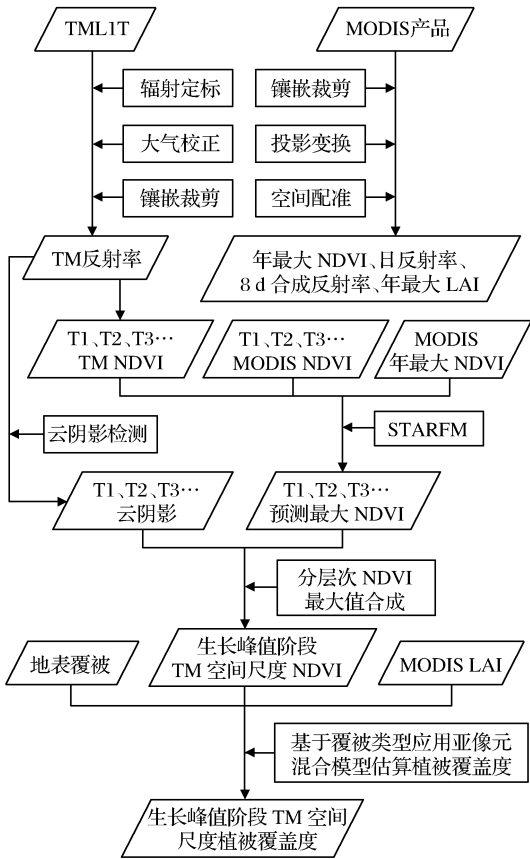 TML1T
MODIS产品
辐射定标
镶嵌裁剪
大气校正
投影变换
镶嵌裁剪
空间配准
TM反射率
年最大 NDVI、日反射率、
8 d 合成反射率、年最大 LAI
T1、T2、T3…
TM NDVI
T1、T2、T3…
MODIS NDVI
MODIS
年最大 NDVI
云阴影检测
STARFM
T1、T2、T3…
云阴影
T1、T2、T3…
预测最大 NDVI
分层次 NDVI
最大值合成
地表覆被
生长峰值阶段
TM 空间尺度 NDVI
MODIS LAI
基于覆被类型应用亚像元
混合模型估算植被覆盖度
生长峰值阶段 TM 空间
尺度植被覆盖度